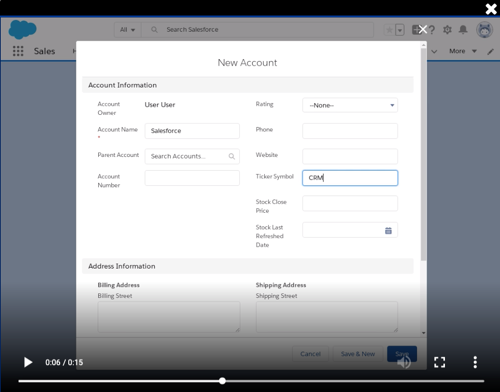 All Search Salesforce
Sales More
New Account
Account Information
Account Owner User User Rating --None--
Account Name * Salesforce Phone
Parent Account Search Accounts... Website
Account Number Ticker Symbol CRM
Stock Close Price
Stock Last Refreshed Date
Address Information
Billing Address Shipping Address
Billing Street Shipping Street
Cancel Save & New Save
0:06 / 0:15